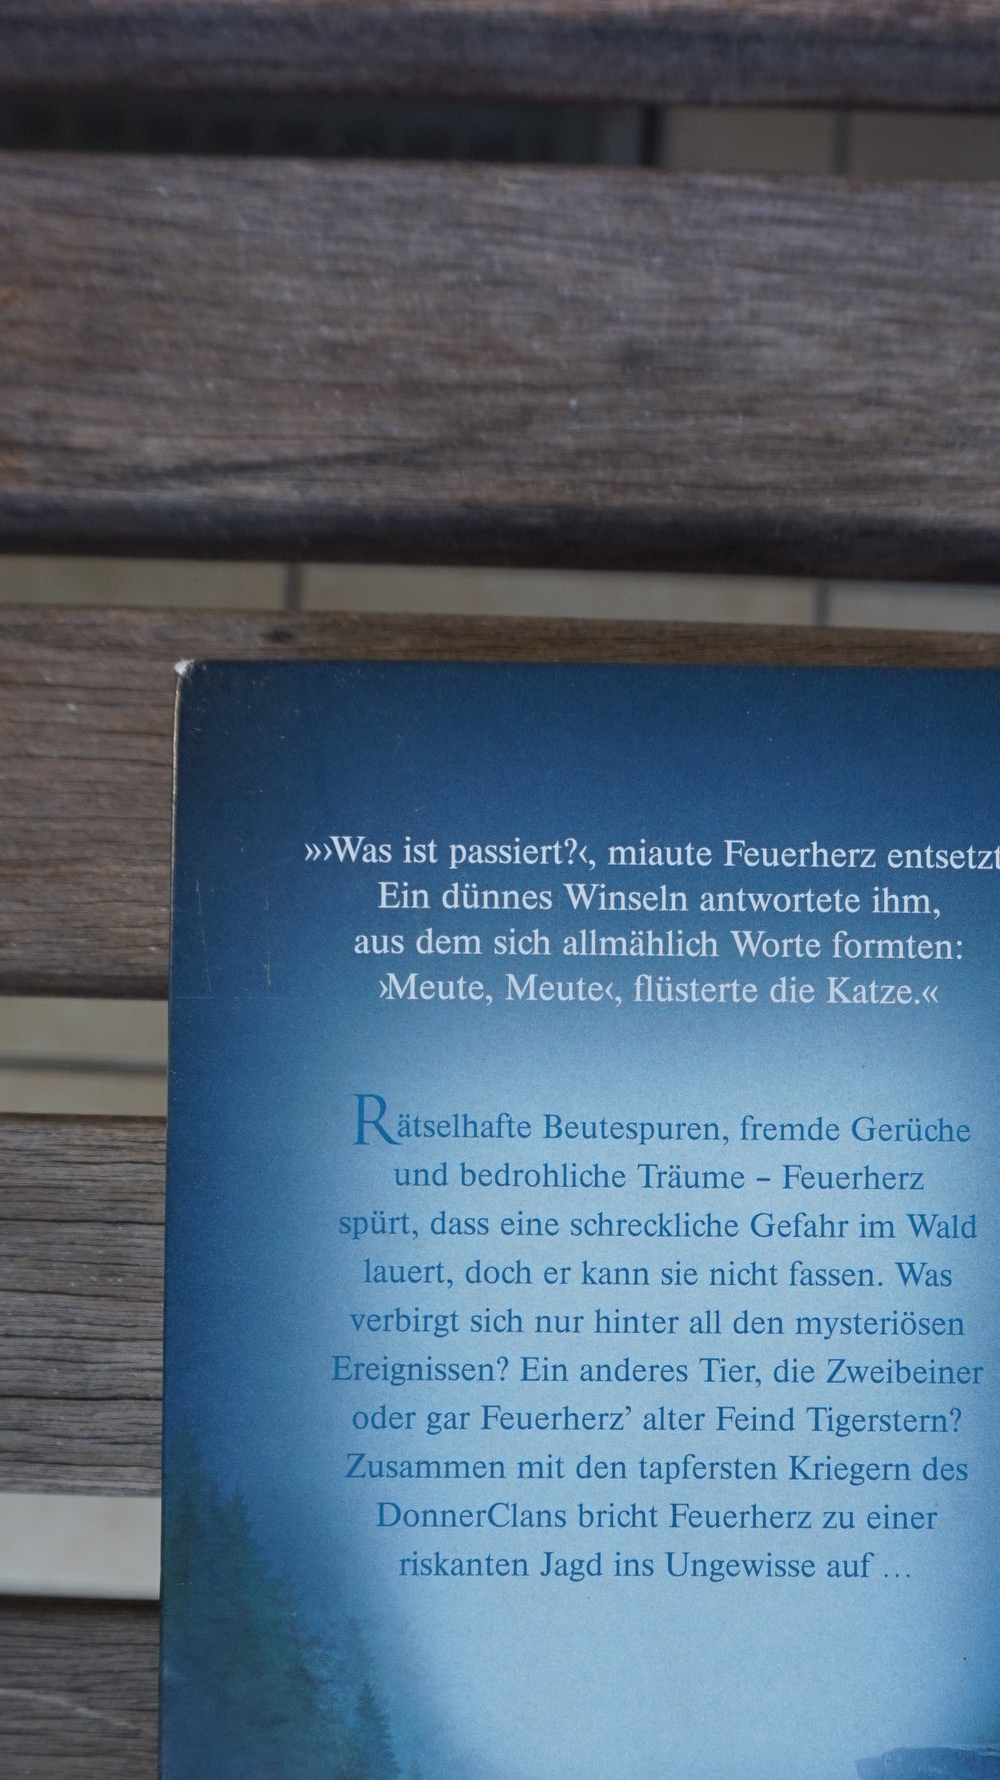 »›Was ist passiert?‹, miaute Feuerherz entsetzt
Ein dünnes Winseln antwortete ihm,
aus dem sich allmählich Worte formten:
›Meute, Meute‹, flüsterte die Katze.«
Rätselhafte Beutespuren, fremde Gerüche
und bedrohliche Träume – Feuerherz
spürt, dass eine schreckliche Gefahr im Wald
lauert, doch er kann sie nicht fassen. Was
verbirgt sich nur hinter all den mysteriösen
Ereignissen? Ein anderes Tier, die Zweibeiner
oder gar Feuerherz’ alter Feind Tigerstern?
Zusammen mit den tapfersten Kriegern des
DonnerClans bricht Feuerherz zu einer
riskanten Jagd ins Ungewisse auf …